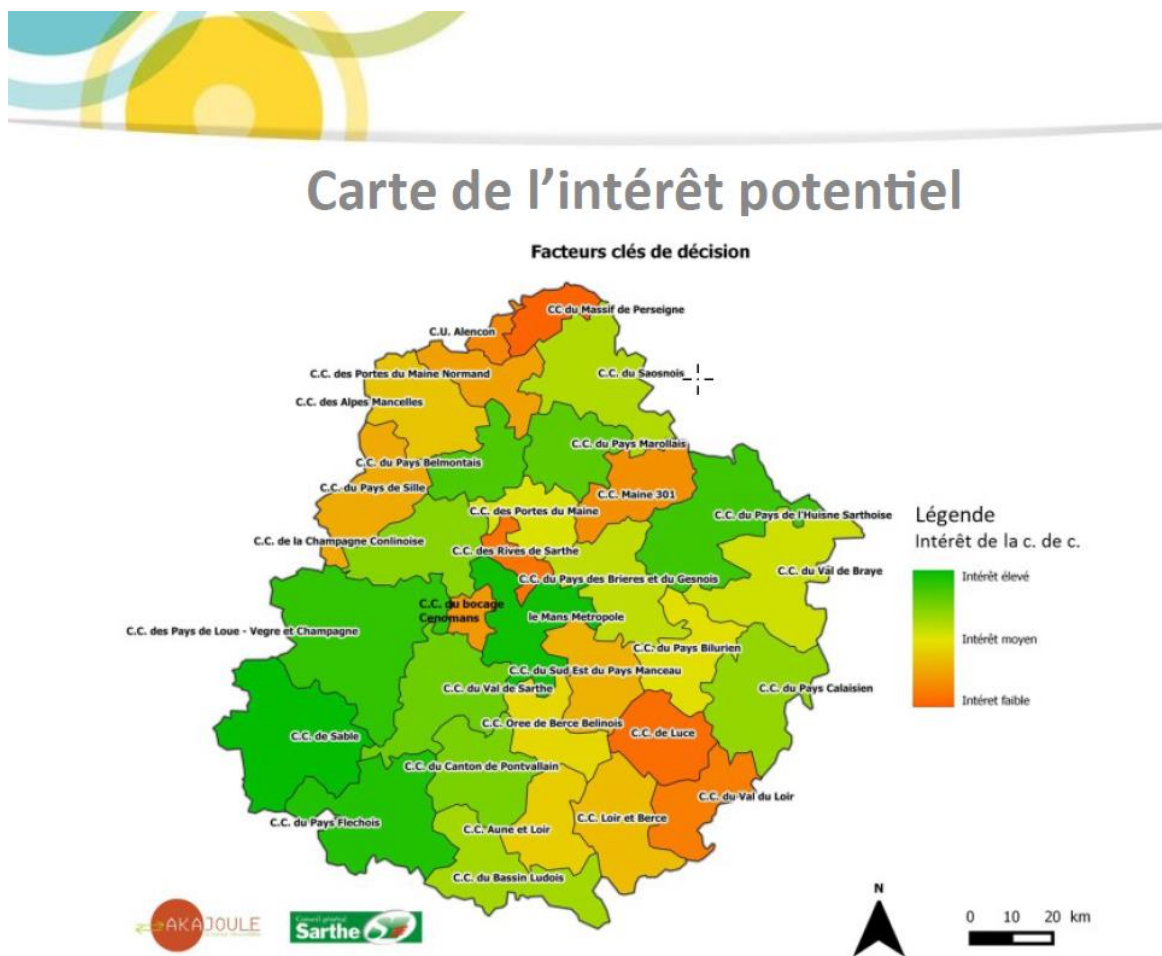 Carte de l’intérêt potentiel
Facteurs clés de décision
CC du Massif de Perseigne
C.U. Alencon
C.C. des Portes du Maine Normand
C.C. du Saosnois
C.C. des Alpes Mancelles
C.C. du Pays Marollais
C.C. du Pays Belmontais
C.C. du Pays de Sille
C.C. Maine 301
C.C. des Portes du Maine
C.C. du Pays de l'Huisne Sarthoise
C.C. de la Champagne Conlinoise
C.C. des Rives de Sarthe
C.C. du Val de Braye
C.C. du Pays des Brieres et du Gesnois
C.C. du bocage
Cenomans
le Mans Metropole
C.C. des Pays de Loue - Vegre et Champagne
C.C. du Pays Bilurien
C.C. du Sud Est du Pays Manceau
C.C. du Val de Sarthe
C.C. du Pays Calaisien
C.C. Oree de Berce Belinois
C.C. de Sable
C.C. de Luce
C.C. du Canton de Pontvallain
C.C. du Val du Loir
C.C. du Pays Flechois
C.C. Aune et Loir
C.C. Loir et Berce
C.C. du Bassin Ludois
Légende
Intérêt de la c. de c.
Intérêt élevé
Intérêt moyen
Intéret faible
AKAJOULE
Conseil général
Sarthe
N
0 10 20 km